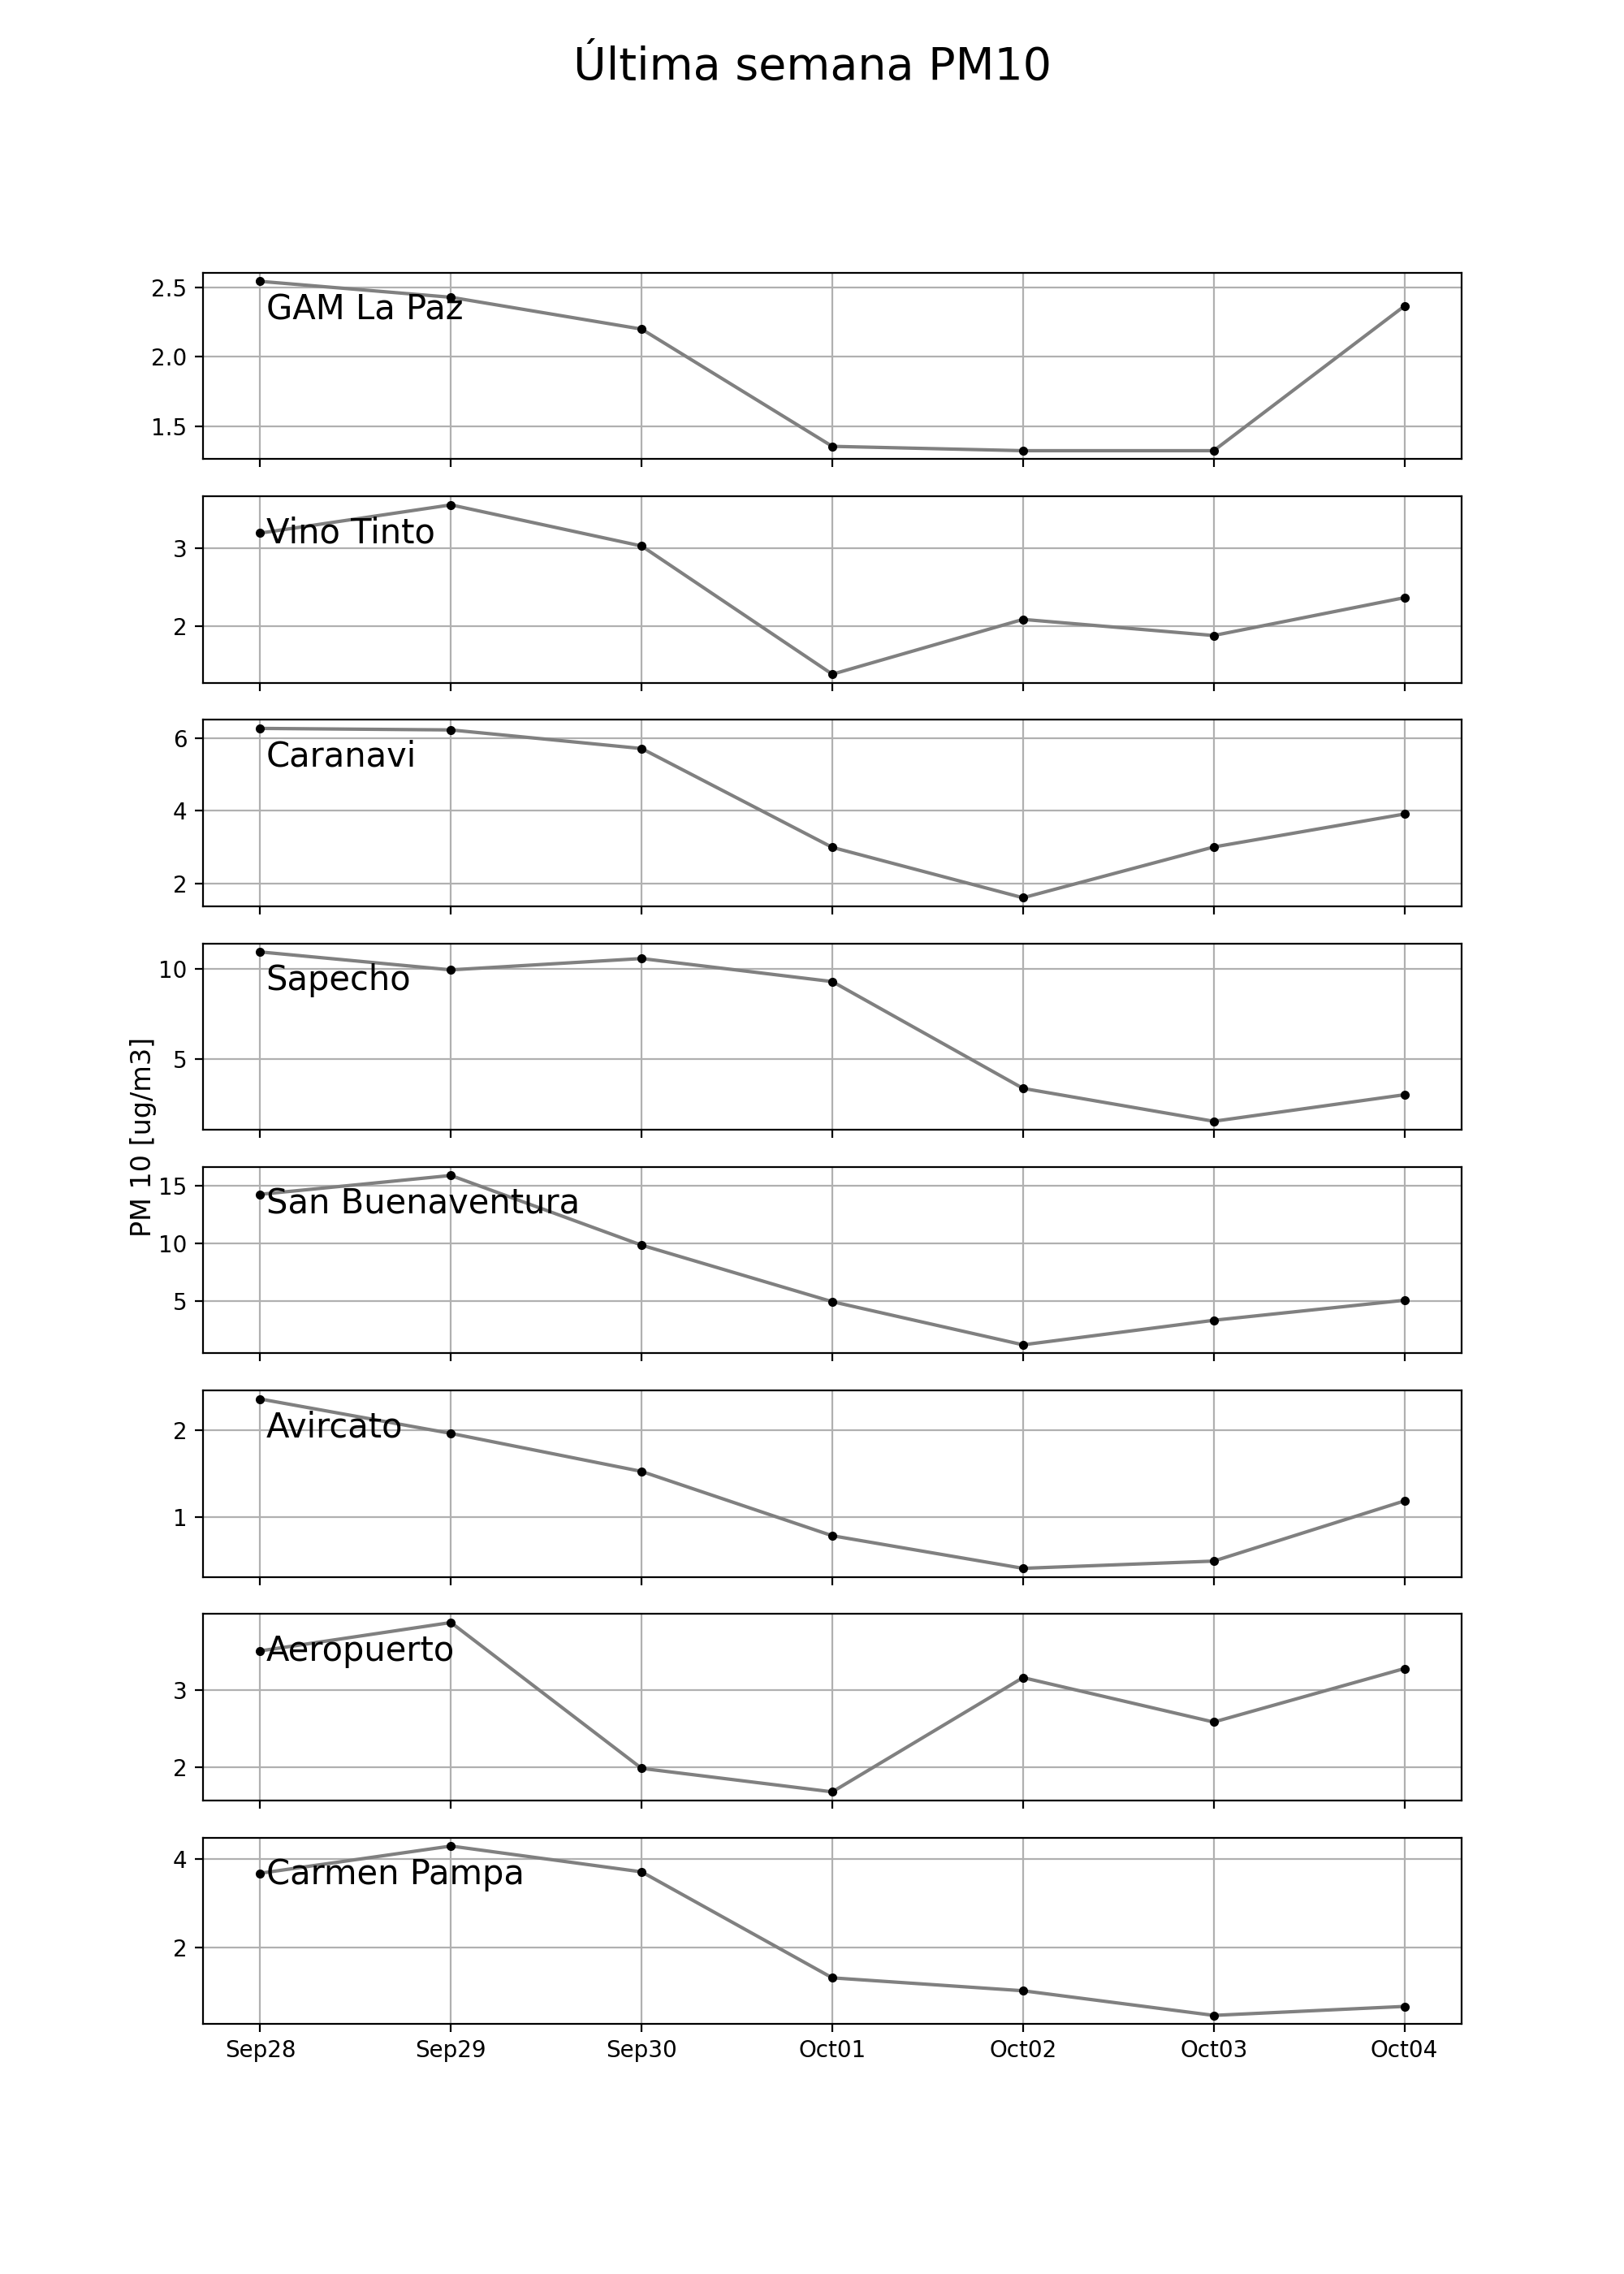 Última semana PM10
2.5
2.0
1.5
GAM La Paz
3
2
Vino Tinto
6
4
2
Caranavi
10
5
Sapecho
PM 10 [ug/m3]
15
10
5
San Buenaventura
2
1
Avircato
3
2
Aeropuerto
4
2
Carmen Pampa
Sep28 Sep29 Sep30 Oct01 Oct02 Oct03 Oct04